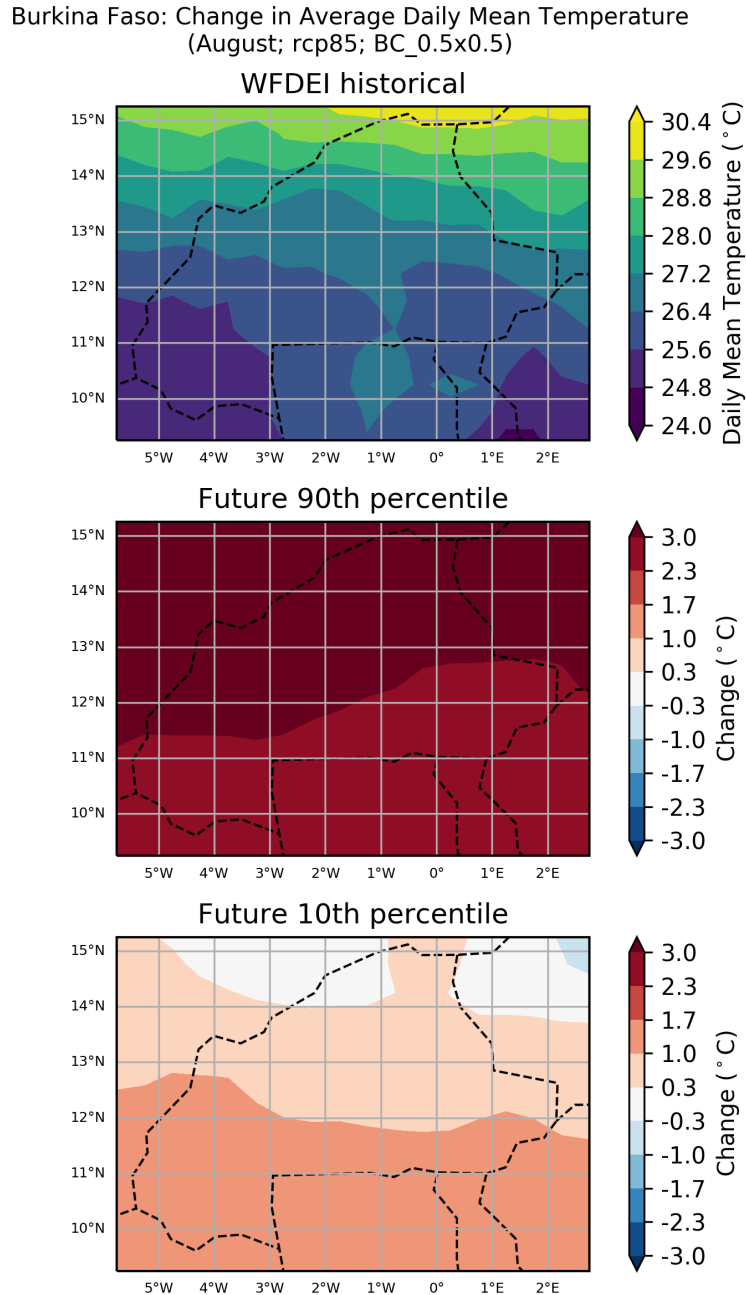 Burkina Faso: Change in Average Daily Mean Temperature
(August; rcp85; BC_0.5x0.5)
WFDEI historical
15°N
14°N
13°N
12°N
11°N
10°N
5°W 4°W 3°W 2°W 1°W 0° 1°E 2°E
30.4
29.6
28.8
28.0
27.2
26.4
25.6
24.8
24.0
Daily Mean Temperature (°C)
Future 90th percentile
15°N
14°N
13°N
12°N
11°N
10°N
5°W 4°W 3°W 2°W 1°W 0° 1°E 2°E
3.0
2.3
1.7
1.0
0.3
-0.3
-1.0
-1.7
-2.3
-3.0
Change (°C)
Future 10th percentile
15°N
14°N
13°N
12°N
11°N
10°N
5°W 4°W 3°W 2°W 1°W 0° 1°E 2°E
3.0
2.3
1.7
1.0
0.3
-0.3
-1.0
-1.7
-2.3
-3.0
Change (°C)